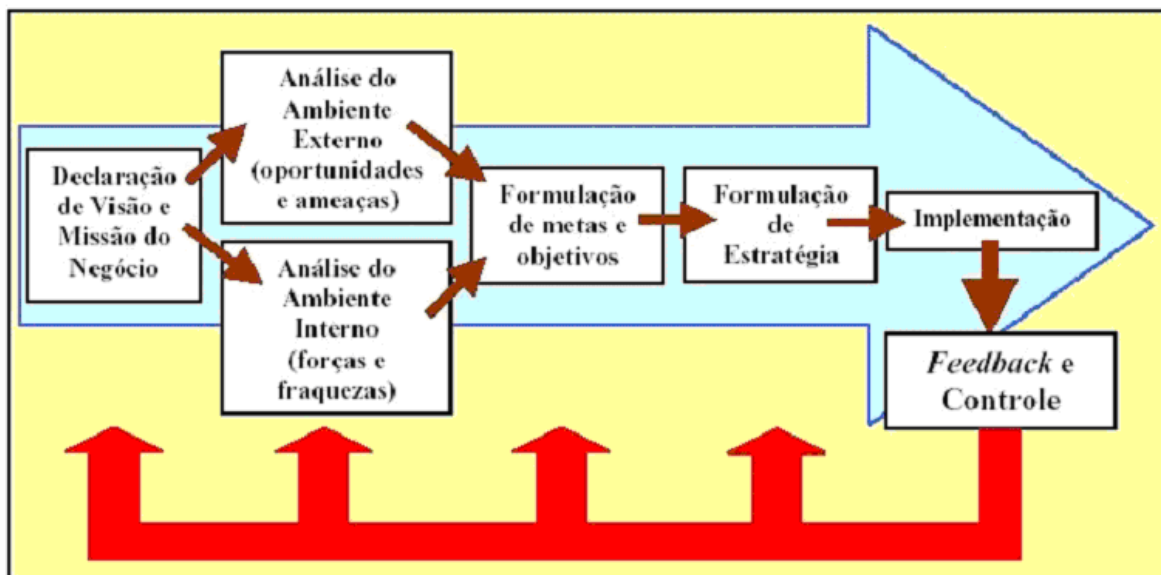 Declaração
de Visão e
Missão do
Negócio
Análise do
Ambiente
Externo
(oportunidades
e ameaças)
Análise do
Ambiente
Interno
(forças e
fraquezas)
Formulação
de metas e
objetivos
Formulação
de
Estratégia
Implementação
Feedback e
Controle